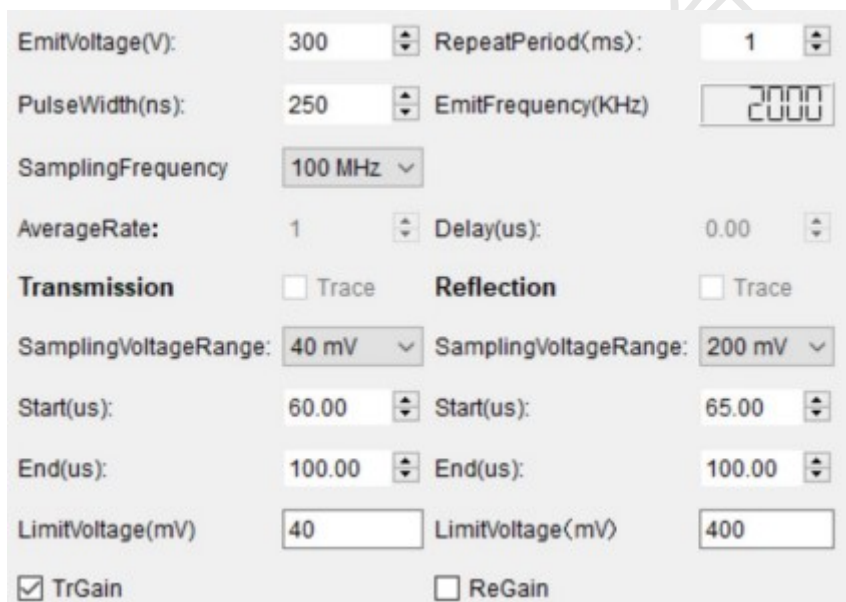 EmitVoltage(V): 300 RepeatPeriod(ms): 1
PulseWidth(ns): 250 EmitFrequency(KHz) 2000
SamplingFrequency 100 MHz
AverageRate: 1 Delay(us): 0.00
Transmission Trace Reflection Trace
SamplingVoltageRange: 40 mV SamplingVoltageRange: 200 mV
Start(us): 60.00 Start(us): 65.00
End(us): 100.00 End(us): 100.00
LimitVoltage(mV) 40 LimitVoltage(mV) 400
TrGain ReGain